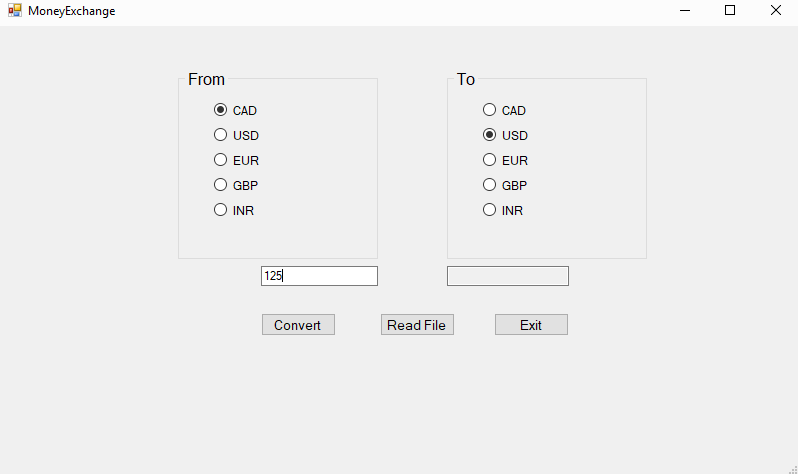 MoneyExchange
From
CAD
USD
EUR
GBP
INR
125
To
CAD
USD
EUR
GBP
INR
Convert
Read File
Exit